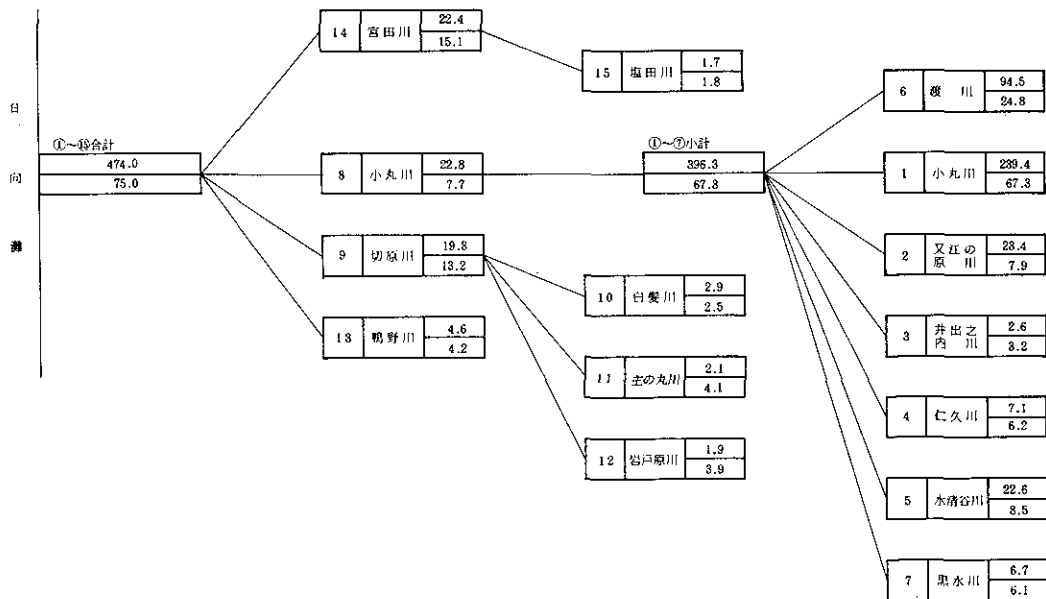 日向灘
①～⑮合計
474.0
75.0
14 宮田川 22.4 15.1
15 塩田川 1.7 1.8
8 小丸川 22.8 7.7
①～⑦小計
396.3
67.3
9 切原川 19.3 13.2
10 白髪川 2.9 2.5
11 主の丸川 2.1 4.1
12 岩戸原川 1.9 3.9
13 鴨野川 4.6 4.2
6 渡川 94.5 24.8
1 小丸川 239.4 67.3
2 又江の原川 23.4 7.9
3 井出之内川 2.6 3.2
4 仁久川 7.1 6.2
5 水清谷川 22.6 8.5
7 黒水川 6.7 6.1